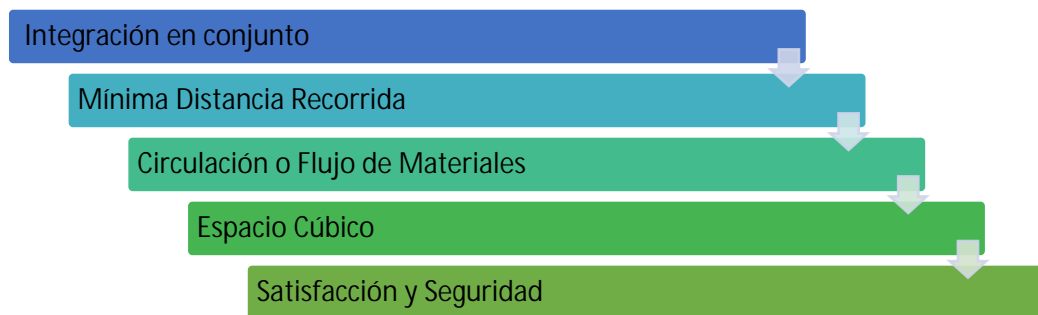 Integración en conjunto
Mínima Distancia Recorrida
Circulación o Flujo de Materiales
Espacio Cúbico
Satisfacción y Seguridad